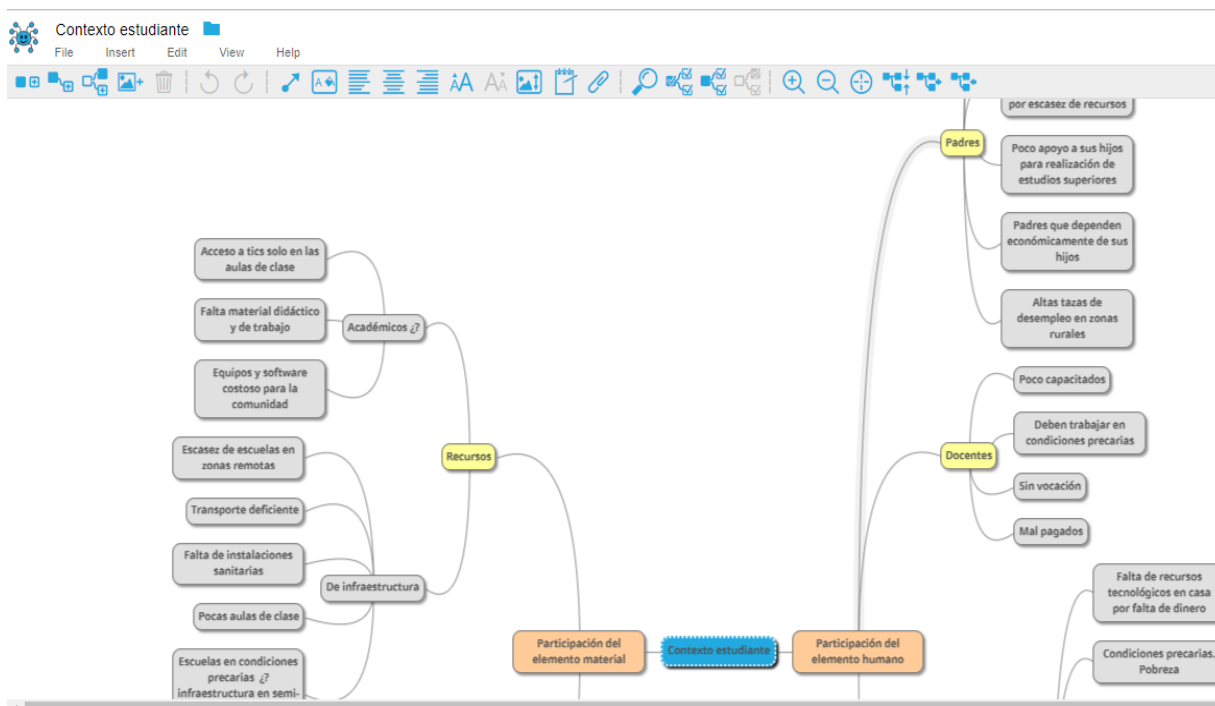 Contexto estudiante
File Insert Edit View Help
por escasez de recursos
Padres
Poco apoyo a sus hijos
para realización de
estudios superiores
Padres que dependen
económicamente de sus
hijos
Altas tazas de
desempleo en zonas
rurales
Acceso a tics solo en las
aulas de clase
Falta material didáctico
y de trabajo
Académicos ¿?
Equipos y software
costoso para la
comunidad
Poco capacitados
Deben trabajar en
condiciones precarias
Docentes
Sin vocación
Mal pagados
Escasez de escuelas en
zonas remotas
Recursos
Transporte deficiente
Falta de instalaciones
sanitarias
De infraestructura
Pocas aulas de clase
Escuelas en condiciones
precarias ¿?
infraestructura en semi-
Participación del
elemento material
Contexto estudiante
Participación del
elemento humano
Falta de recursos
tecnológicos en casa
por falta de dinero
Condiciones precarias.
Pobreza